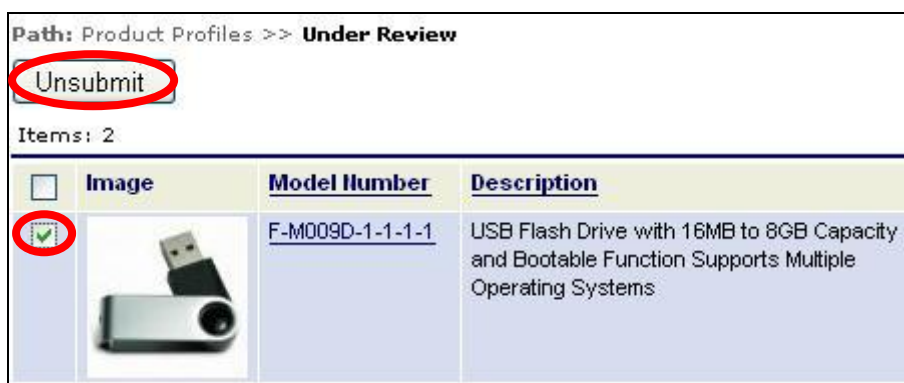 Path: Product Profiles >> Under Review
Unsubmit
Items: 2
Image Model Number Description
F-M009D-1-1-1-1 USB Flash Drive with 16MB to 8GB Capacity
and Bootable Function Supports Multiple
Operating Systems